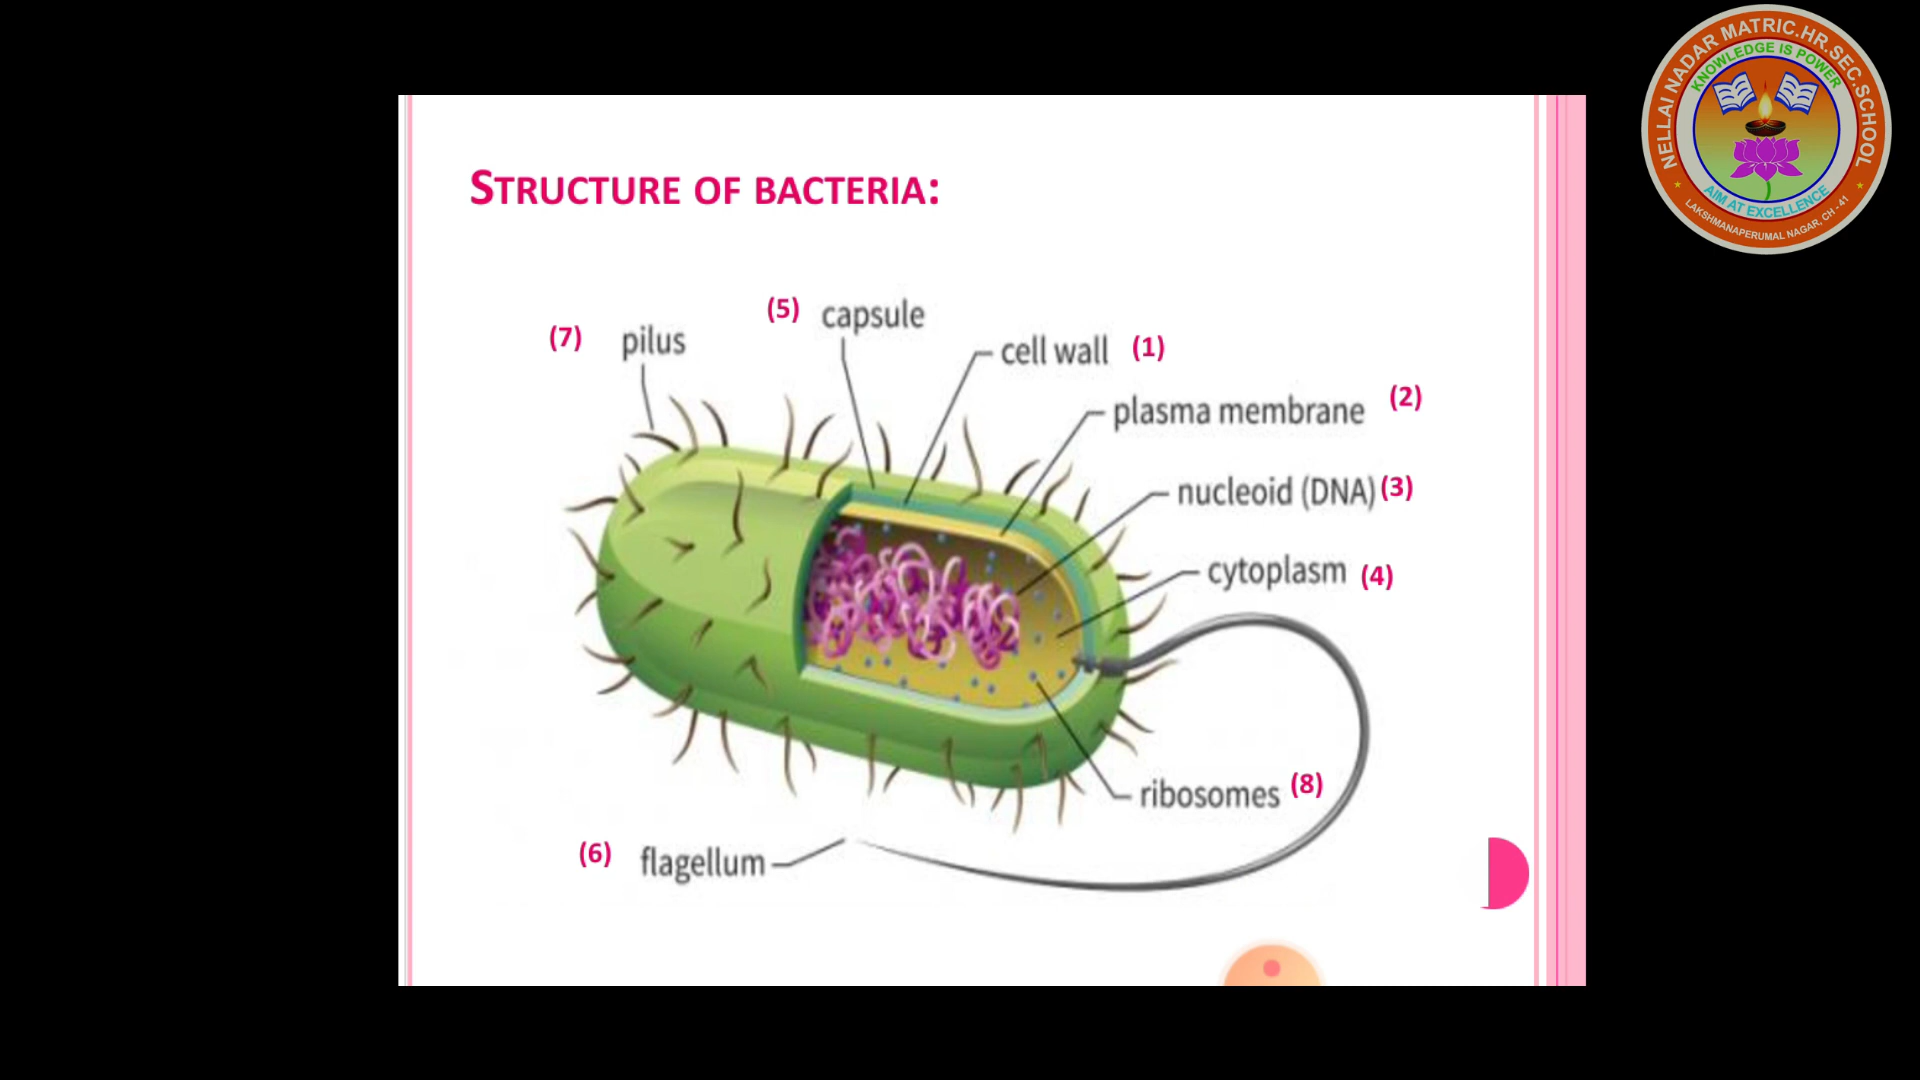 NELLAI NADAR MATRIC.HR.SEC.SCHOOL
KNOWLEDGE IS POWER
AIM AT EXCELLENCE
LAKSHMANAPERUMAL NAGAR, CH - 41
STRUCTURE OF BACTERIA:
(5) capsule
(7) pilus
cell wall (1)
plasma membrane (2)
nucleoid (DNA) (3)
cytoplasm (4)
ribosomes (8)
(6) flagellum